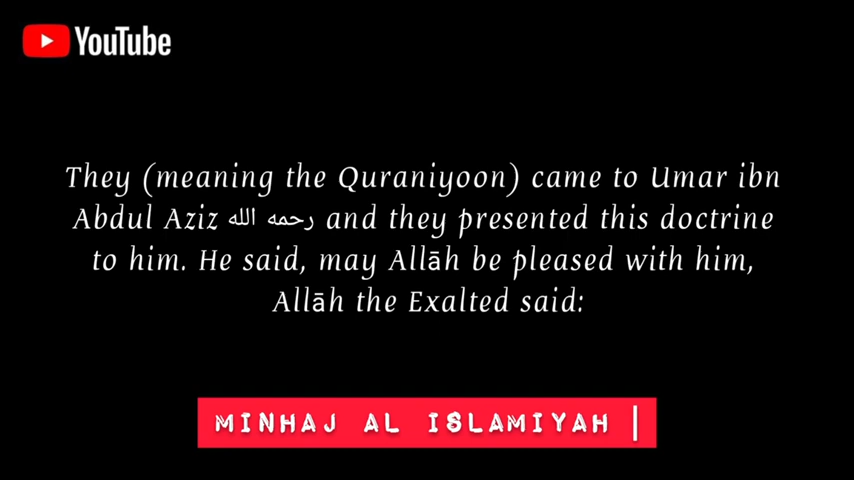 YouTube
They (meaning the Quraniyoon) came to Umar ibn
Abdul Aziz رحمه الله and they presented this doctrine
to him. He said, may Allāh be pleased with him,
Allāh the Exalted said:
MINHAJ AL ISLAMIYAH |